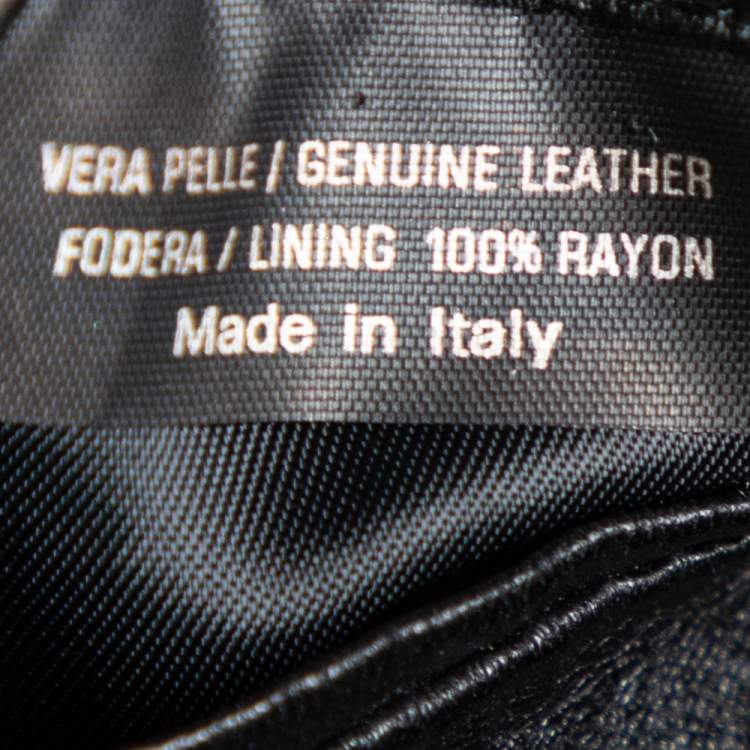 VERA PELLE / GENUINE LEATHER
FODERA / LINING 100% RAYON
Made in Italy